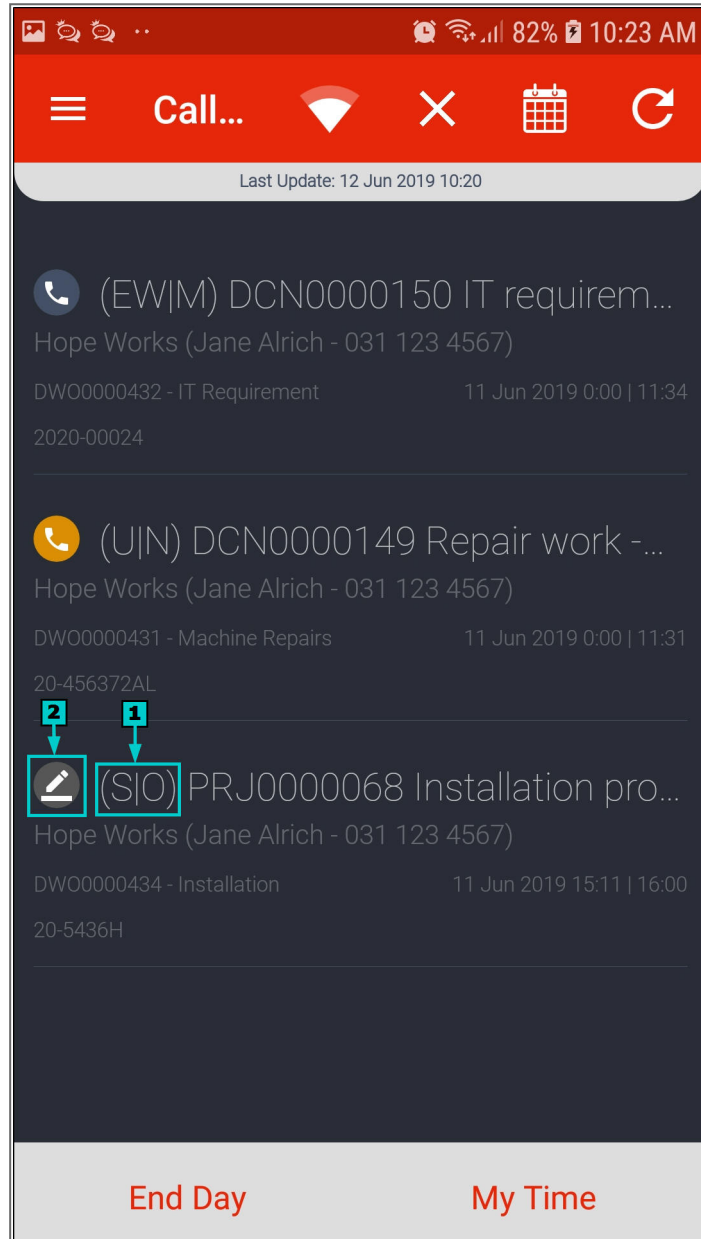 82% 10:23 AM
Call...
Last Update: 12 Jun 2019 10:20
(EW|M) DCN0000150 IT requirem...
Hope Works (Jane Alrich - 031 123 4567)
DWO0000432 - IT Requirement 11 Jun 2019 0:00 | 11:34
2020-00024
(U|N) DCN0000149 Repair work -...
Hope Works (Jane Alrich - 031 123 4567)
DWO0000431 - Machine Repairs 11 Jun 2019 0:00 | 11:31
20-456372AL
2 1
(S|O) PRJ0000068 Installation pro...
Hope Works (Jane Alrich - 031 123 4567)
DWO0000434 - Installation 11 Jun 2019 15:11 | 16:00
20-5436H
End Day My Time